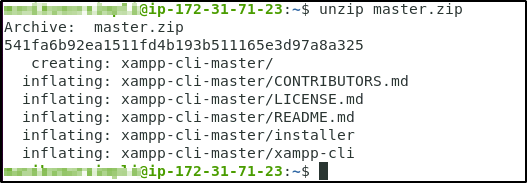 @ip-172-31-71-23:~$ unzip master.zip
Archive:  master.zip
541fa6b92ea1511fd4b193b511165e3d97a8a325
   creating: xampp-cli-master/
  inflating: xampp-cli-master/CONTRIBUTORS.md
  inflating: xampp-cli-master/LICENSE.md
  inflating: xampp-cli-master/README.md
  inflating: xampp-cli-master/installer
  inflating: xampp-cli-master/xampp-cli
@ip-172-31-71-23:~$